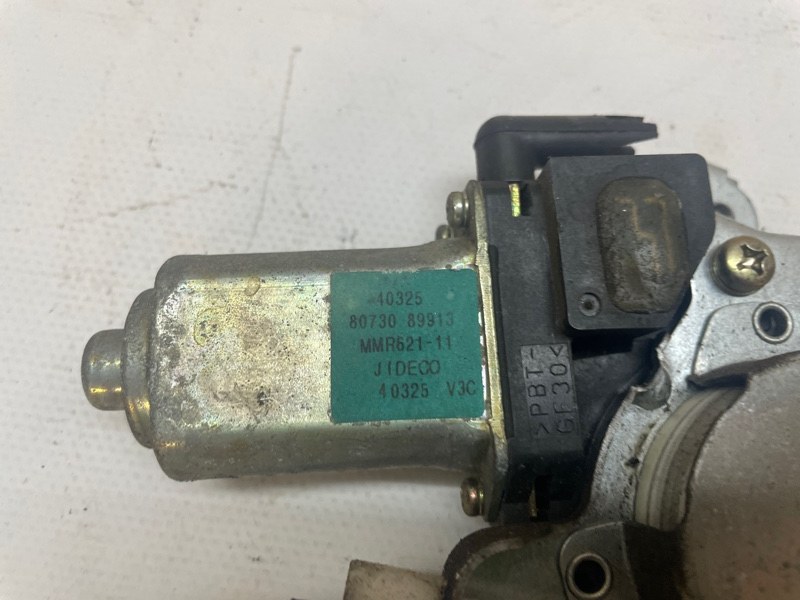 40325
80730 89913
MMR621-11
JIDECO
40325 V3C
>PBT-
GF30<